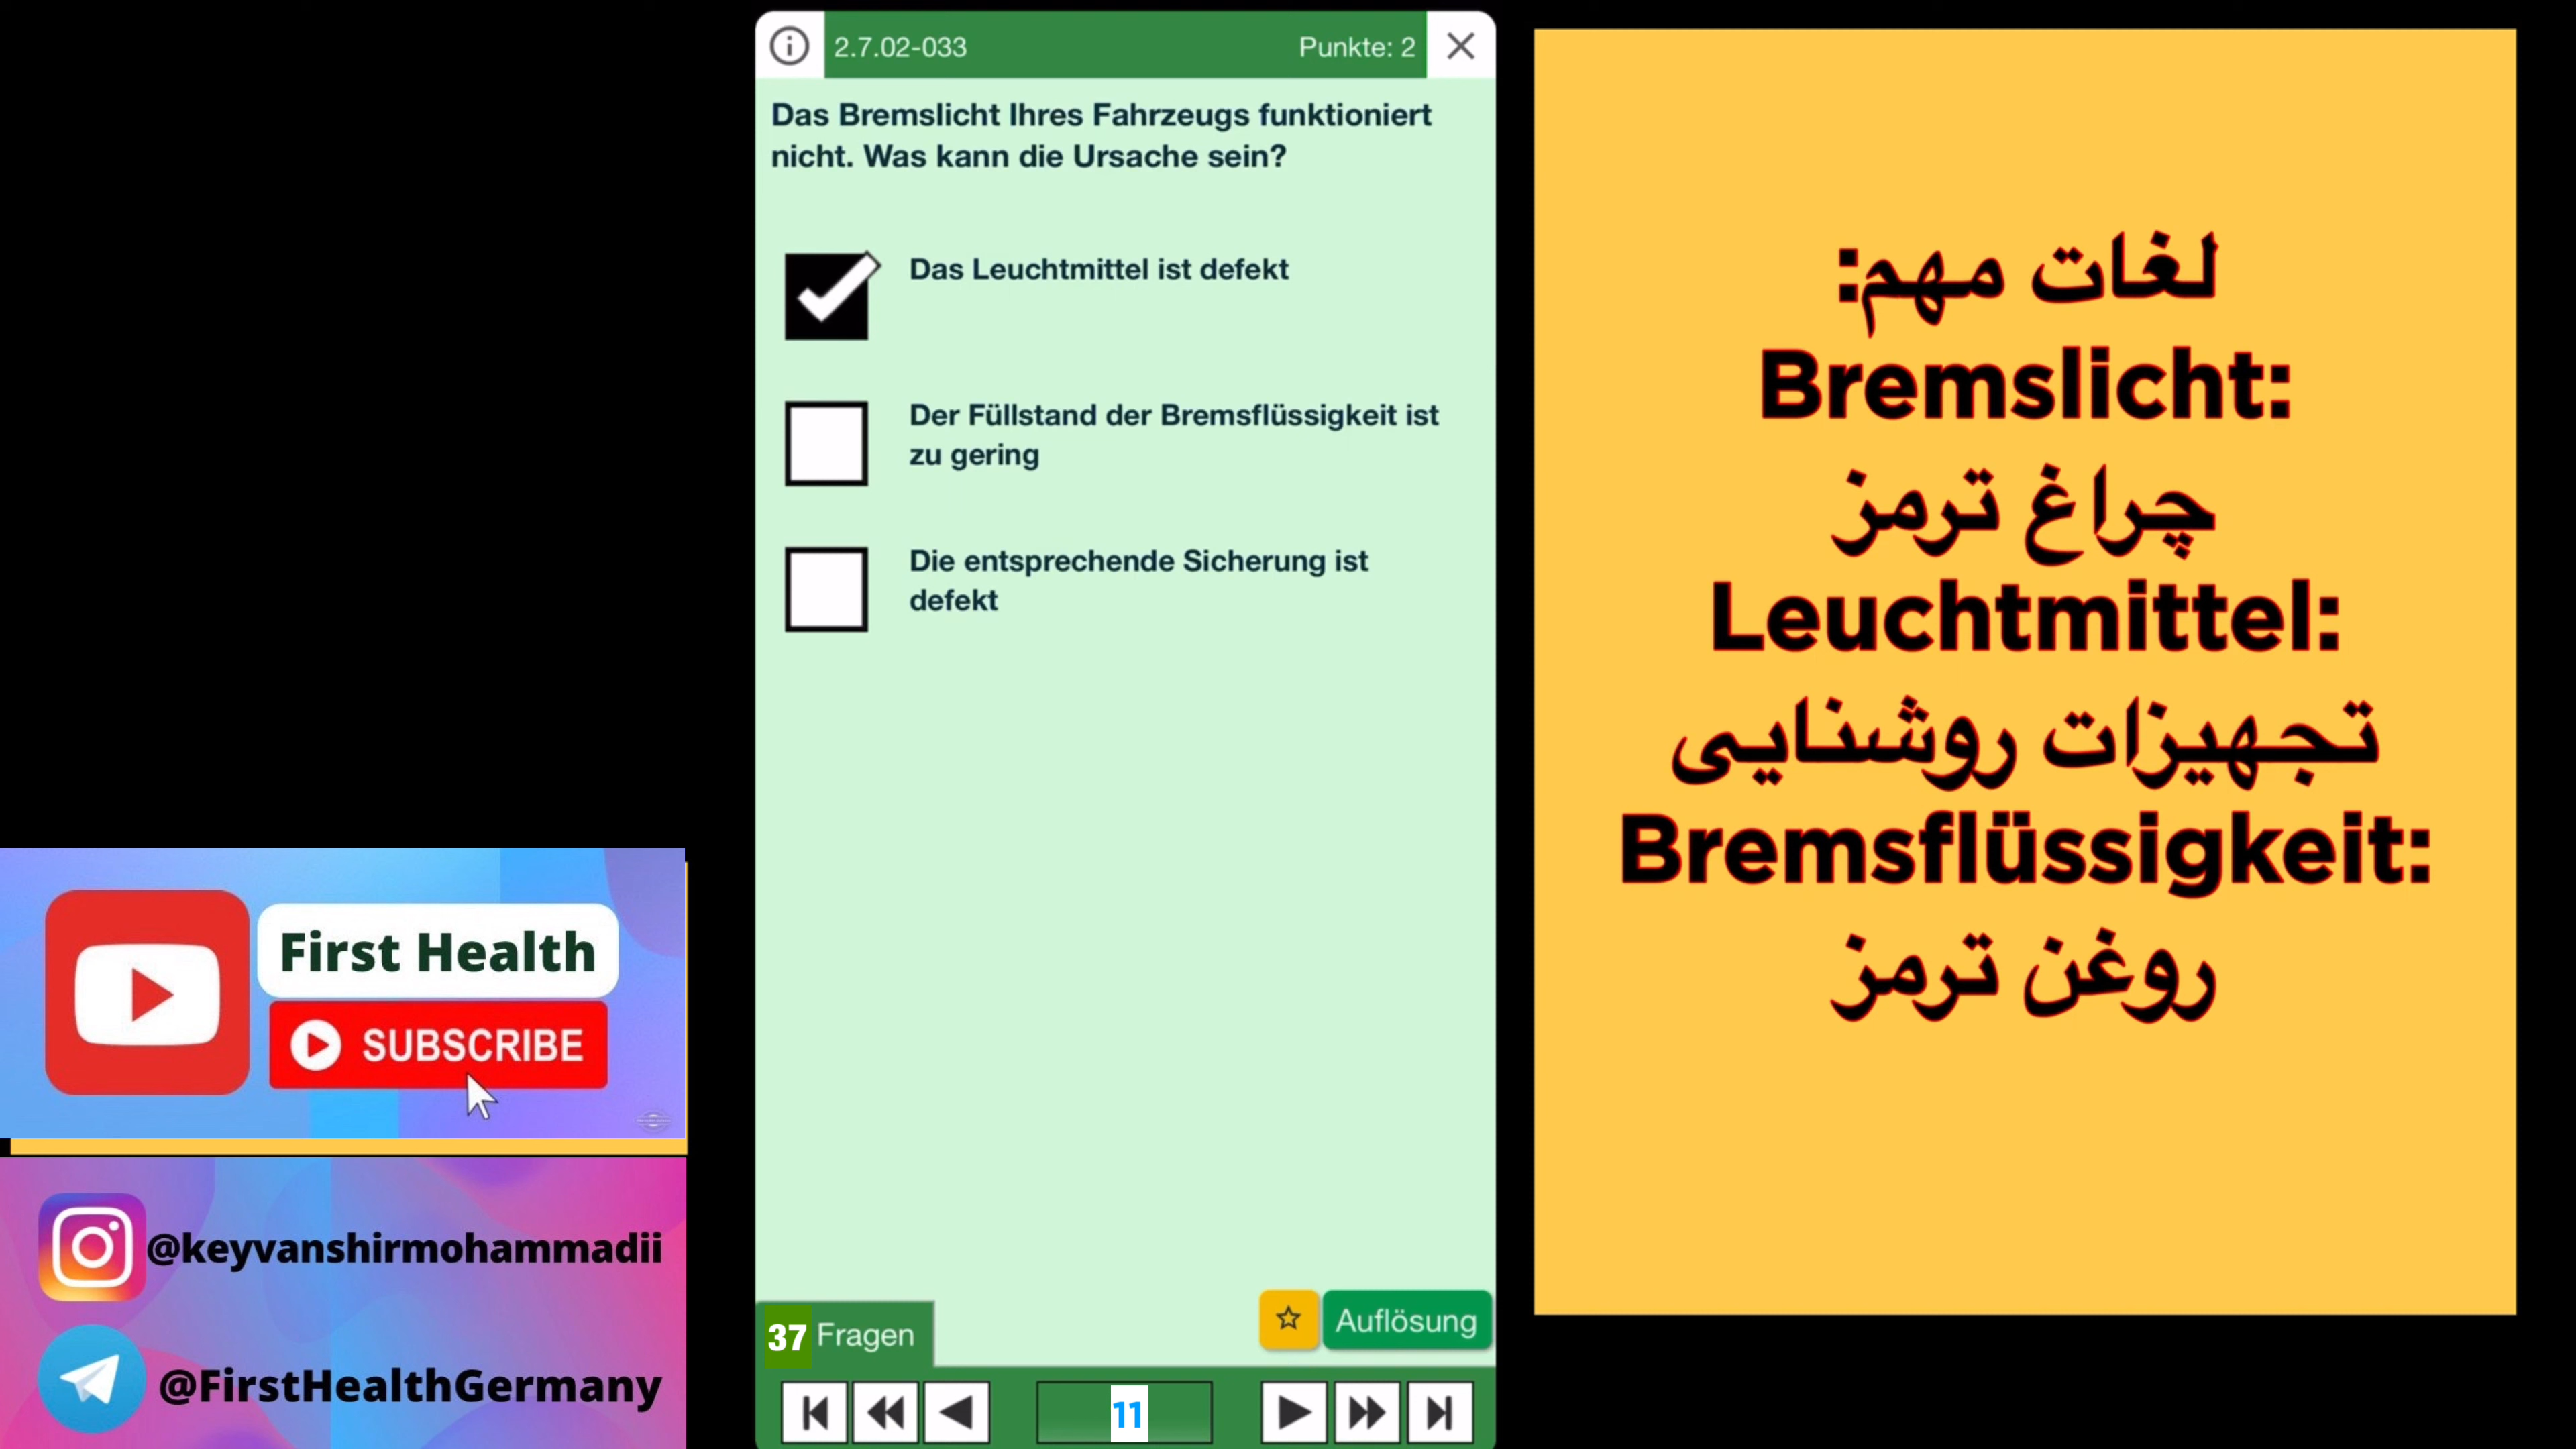 2.7.02-033
Punkte: 2
Das Bremslicht Ihres Fahrzeugs funktioniert
nicht. Was kann die Ursache sein?
Das Leuchtmittel ist defekt
Der Füllstand der Bremsflüssigkeit ist
zu gering
Die entsprechende Sicherung ist
defekt
37 Fragen
Auflösung
11
لغات مهم:
Bremslicht:
چراغ ترمز
Leuchtmittel:
تجهیزات روشنایی
Bremsflüssigkeit:
روغن ترمز
First Health
SUBSCRIBE
@keyvanshirmohammadii
@FirstHealthGermany